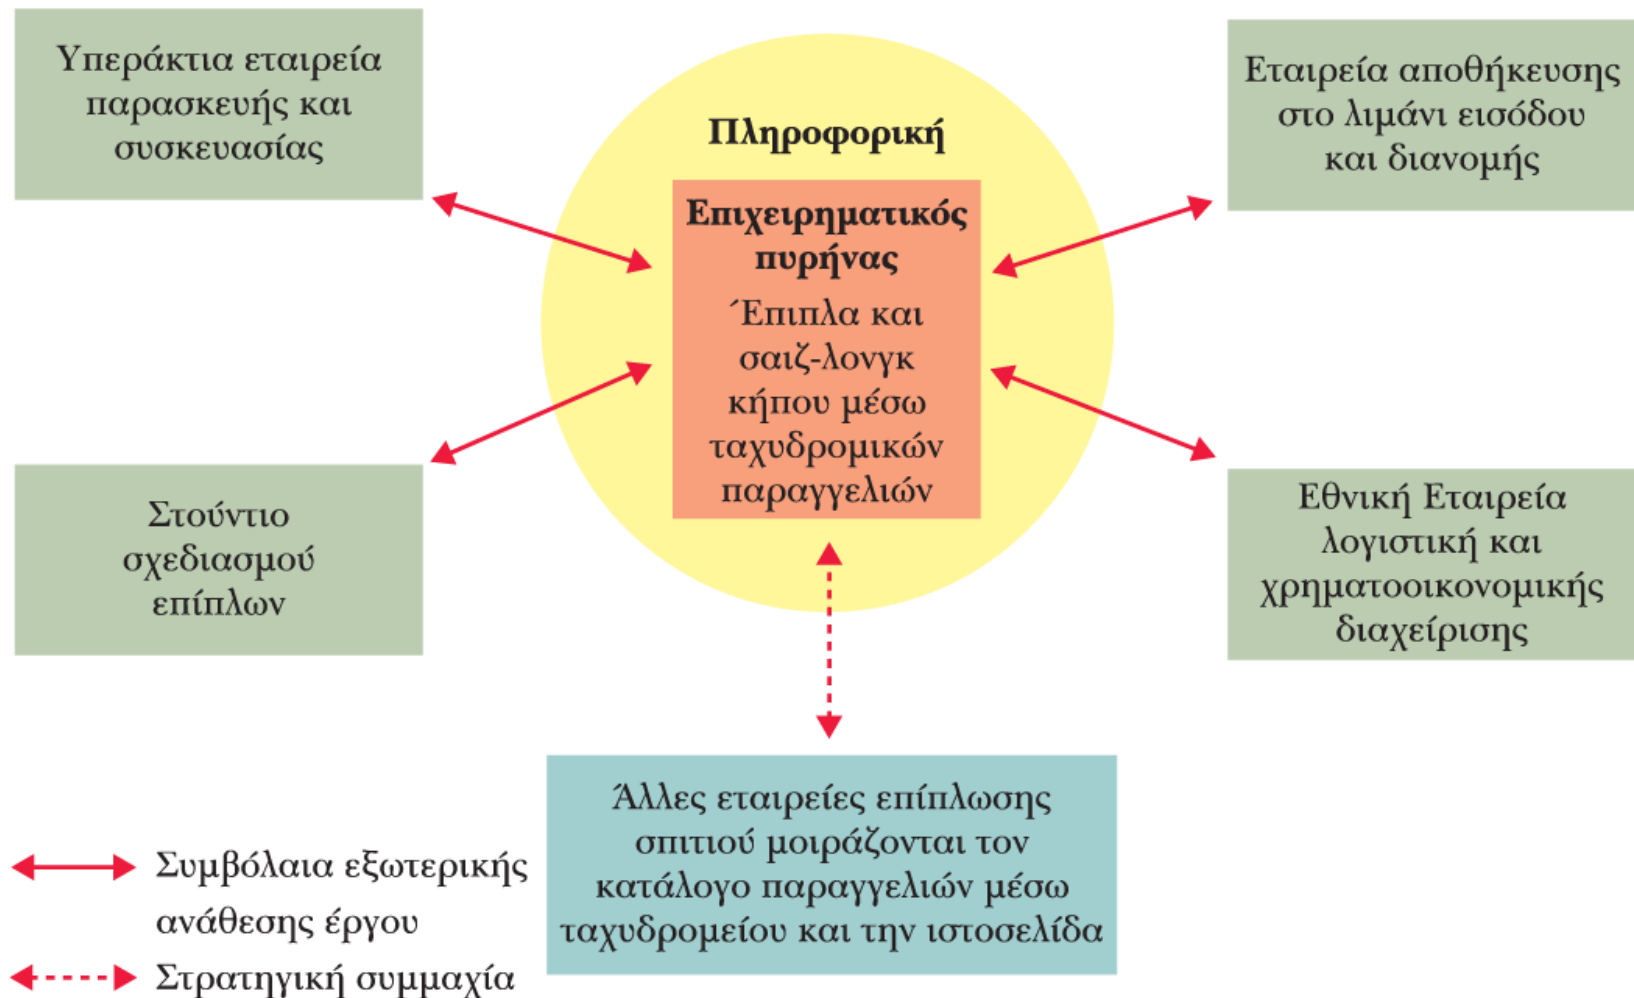 Υπεράκτια εταιρεία
παρασκευής και
συσκευασίας
Πληροφορική
Εταιρεία αποθήκευσης
στο λιμάνι εισόδου
και διανομής
Επιχειρηματικός
πυρήνας
Έπιπλα και
σαιζ-λονγκ
κήπου μέσω
ταχυδρομικών
παραγγελιών
Στούντιο
σχεδιασμού
επίπλων
Εθνική Εταιρεία
λογιστική και
χρηματοοικονομικής
διαχείρισης
Άλλες εταιρείες επίπλωσης
σπιτιού μοιράζονται τον
κατάλογο παραγγελιών μέσω
ταχυδρομείου και την ιστοσελίδα
Συμβόλαια εξωτερικής
ανάθεσης έργου
Στρατηγική συμμαχία